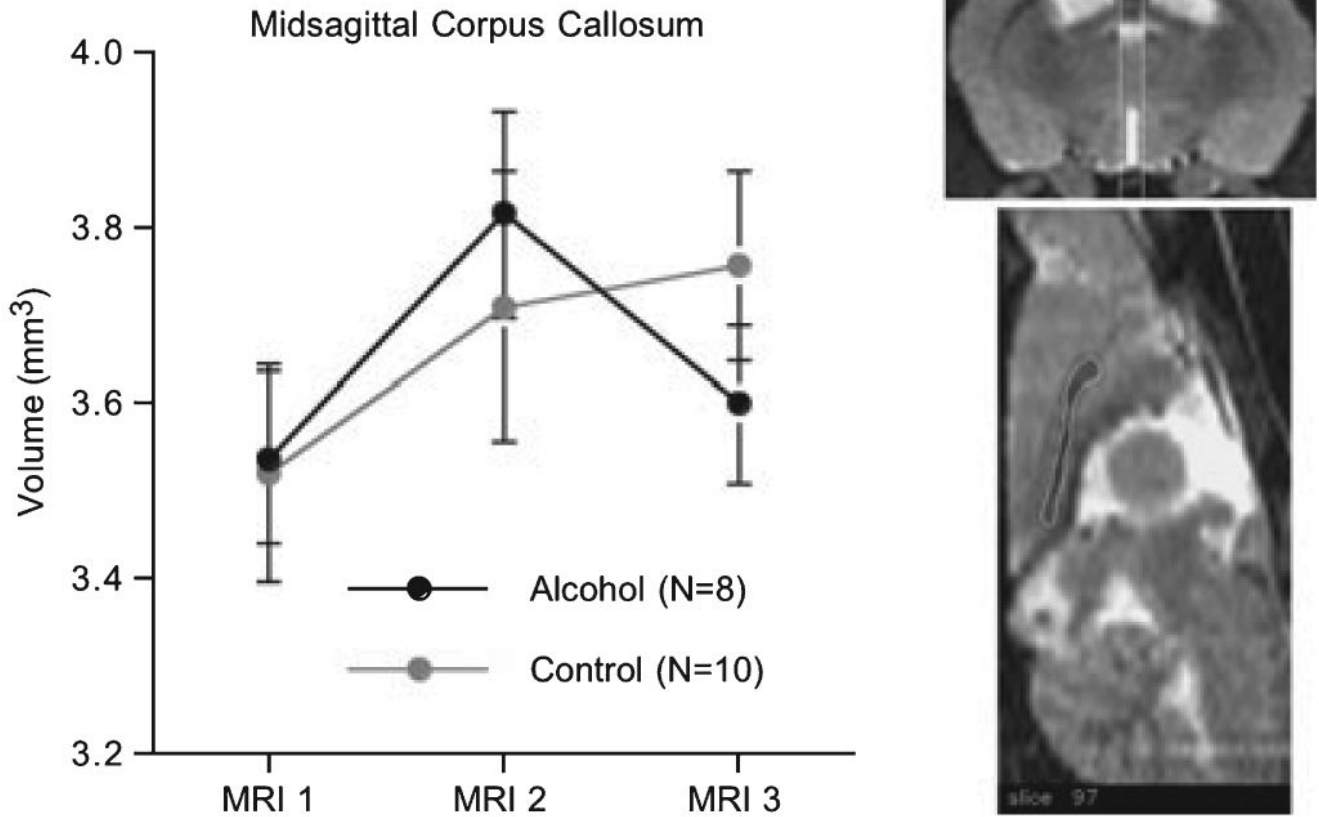 Midsagittal Corpus Callosum
4.0
3.8
3.6
3.4
3.2
Volume (mm³)
Alcohol (N=8)
Control (N=10)
MRI 1 MRI 2 MRI 3
slice 97